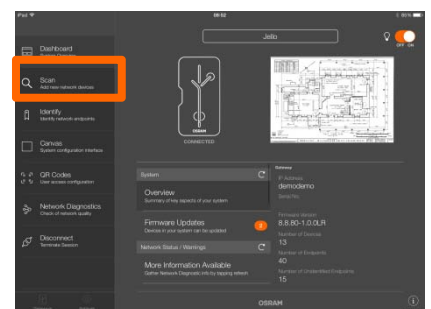 iPad
09:52
85%
Jello
OFF ON
Dashboard
System Overview
Scan
Add new network devices
Identify
Identify network endpoints
Canvas
System configuration interface
QR Codes
User access configuration
Network Diagnostics
Check of network quality
Disconnect
Terminate Session
OSRAM
CONNECTED
System
Overview
Summary of key aspects of your system
Firmware Updates
Devices in your system can be updated
Network Status / Warnings
More Information Available
Gather Network Diagnostic info by tapping refresh
Gateway
IP Address
demodemo
Serial No.
Firmware Version
8.8.80-1.0.0LR
Number of Devices
13
Number of Endpoints
40
Number of Unidentified Endpoints
15
OSRAM